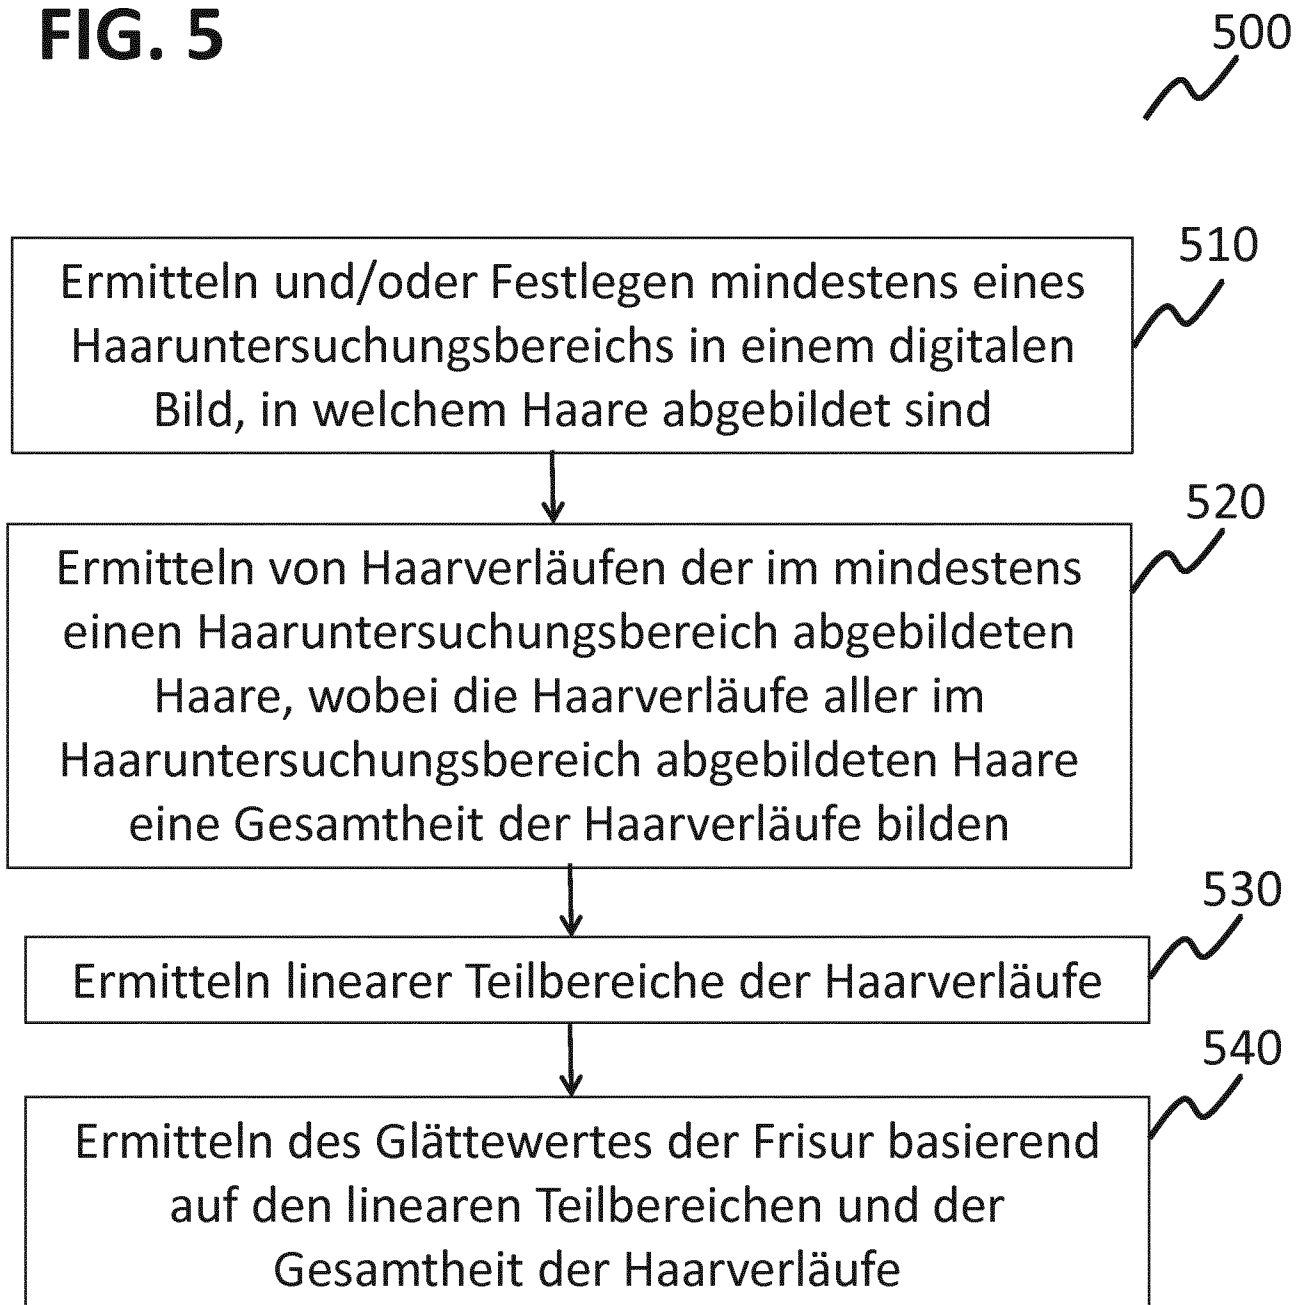 FIG. 5
500
510
Ermitteln und/oder Festlegen mindestens eines
Haaruntersuchungsbereichs in einem digitalen
Bild, in welchem Haare abgebildet sind
520
Ermitteln von Haarverläufen der im mindestens
einen Haaruntersuchungsbereich abgebildeten
Haare, wobei die Haarverläufe aller im
Haaruntersuchungsbereich abgebildeten Haare
eine Gesamtheit der Haarverläufe bilden
530
Ermitteln linearer Teilbereiche der Haarverläufe
540
Ermitteln des Glättewertes der Frisur basierend
auf den linearen Teilbereichen und der
Gesamtheit der Haarverläufe